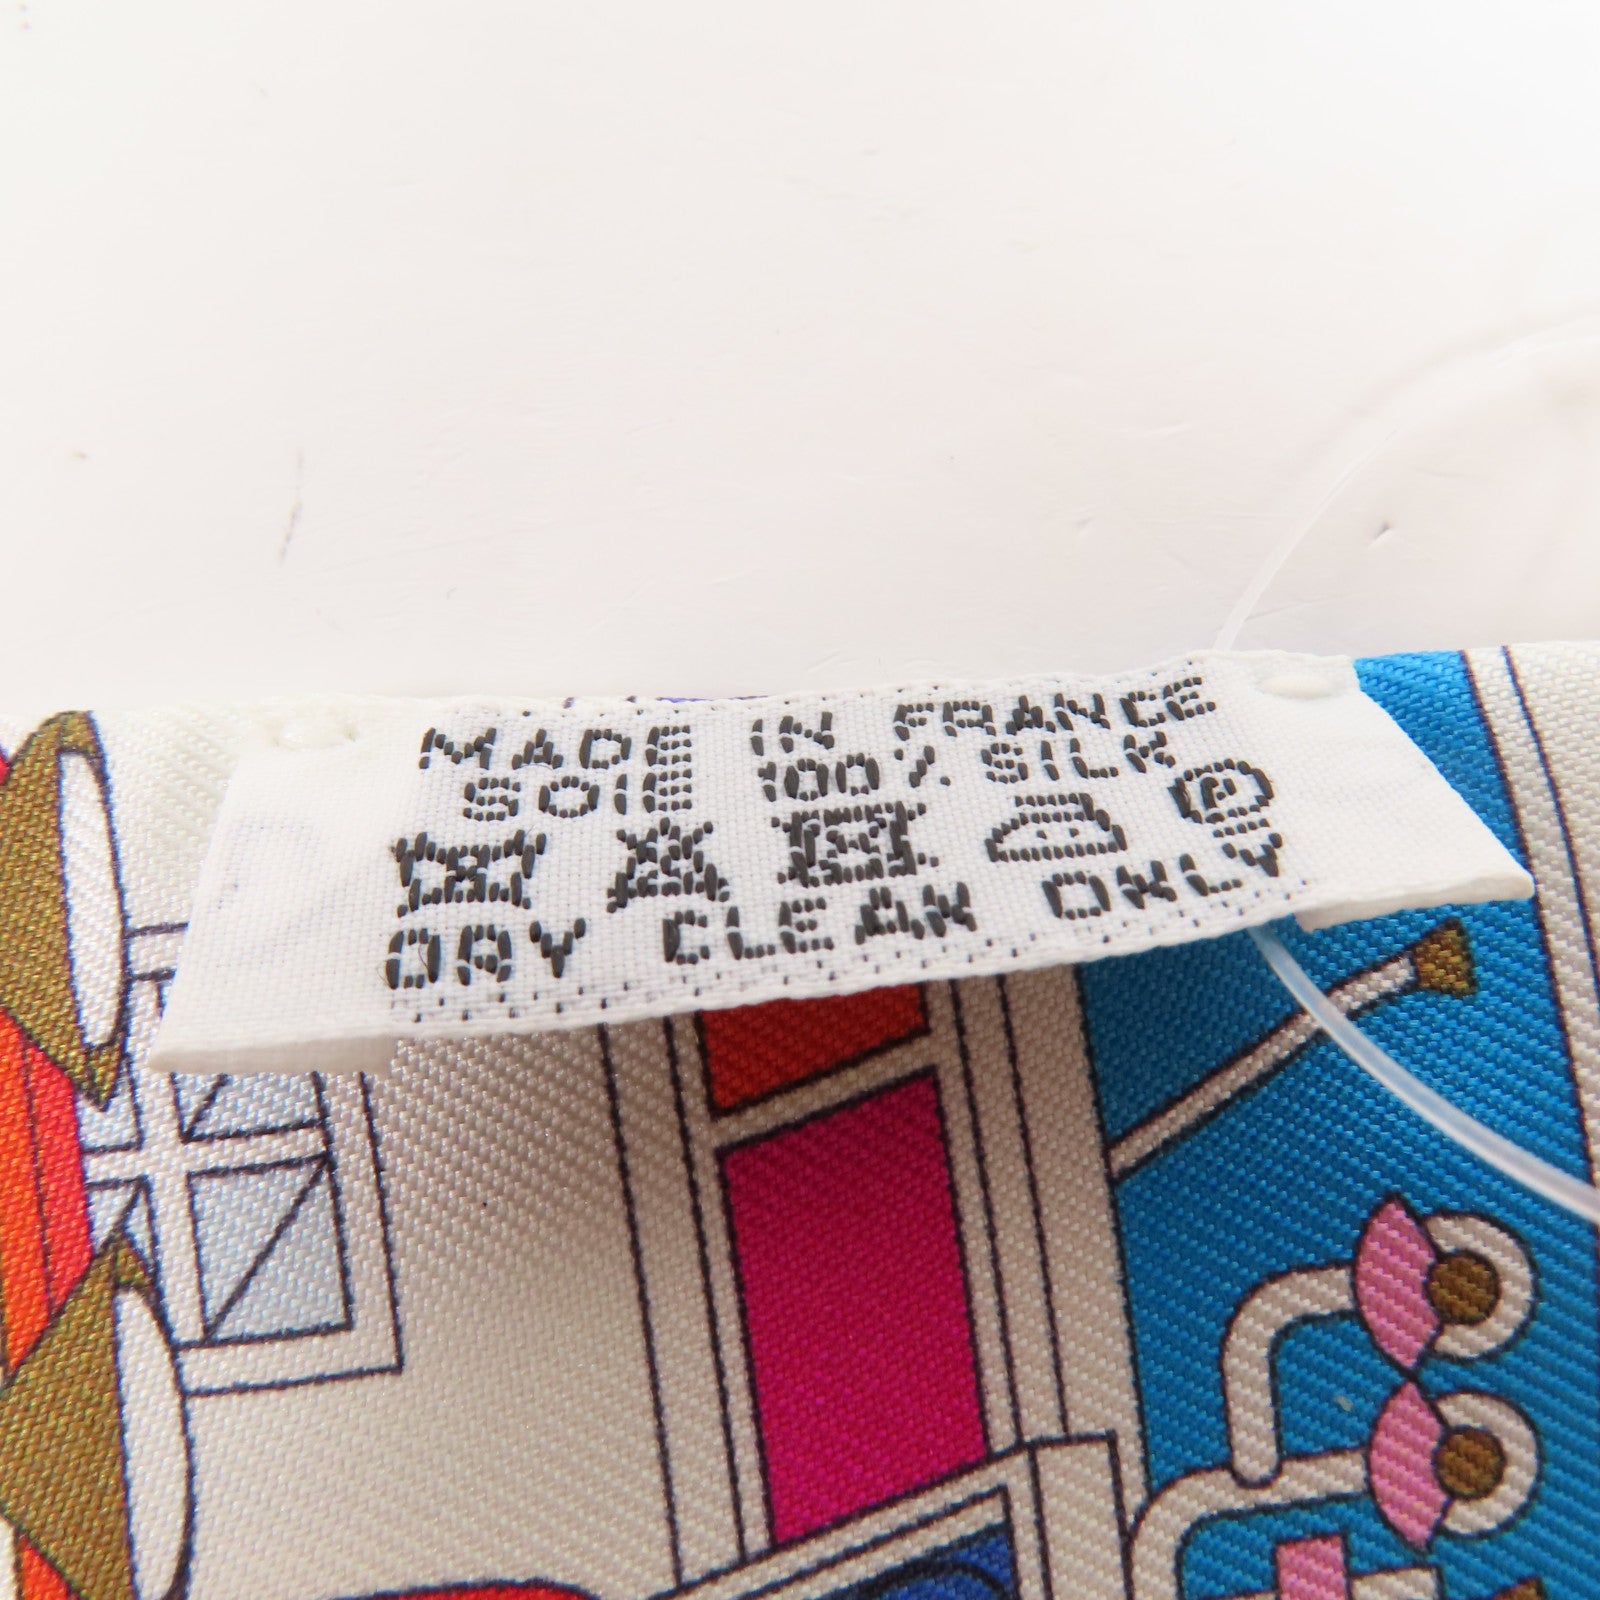 MADE IN FRANCE
SOIE 100% SILK
P
DRY CLEAN ONLY